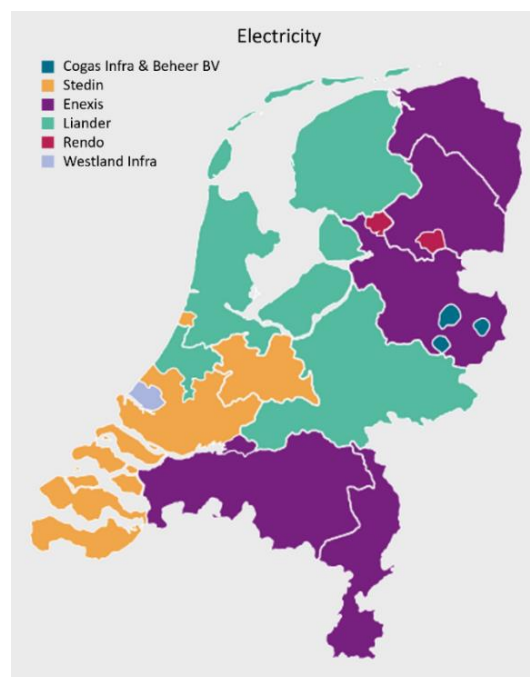 Electricity
Cogas Infra & Beheer BV
Stedin
Enexis
Liander
Rendo
Westland Infra